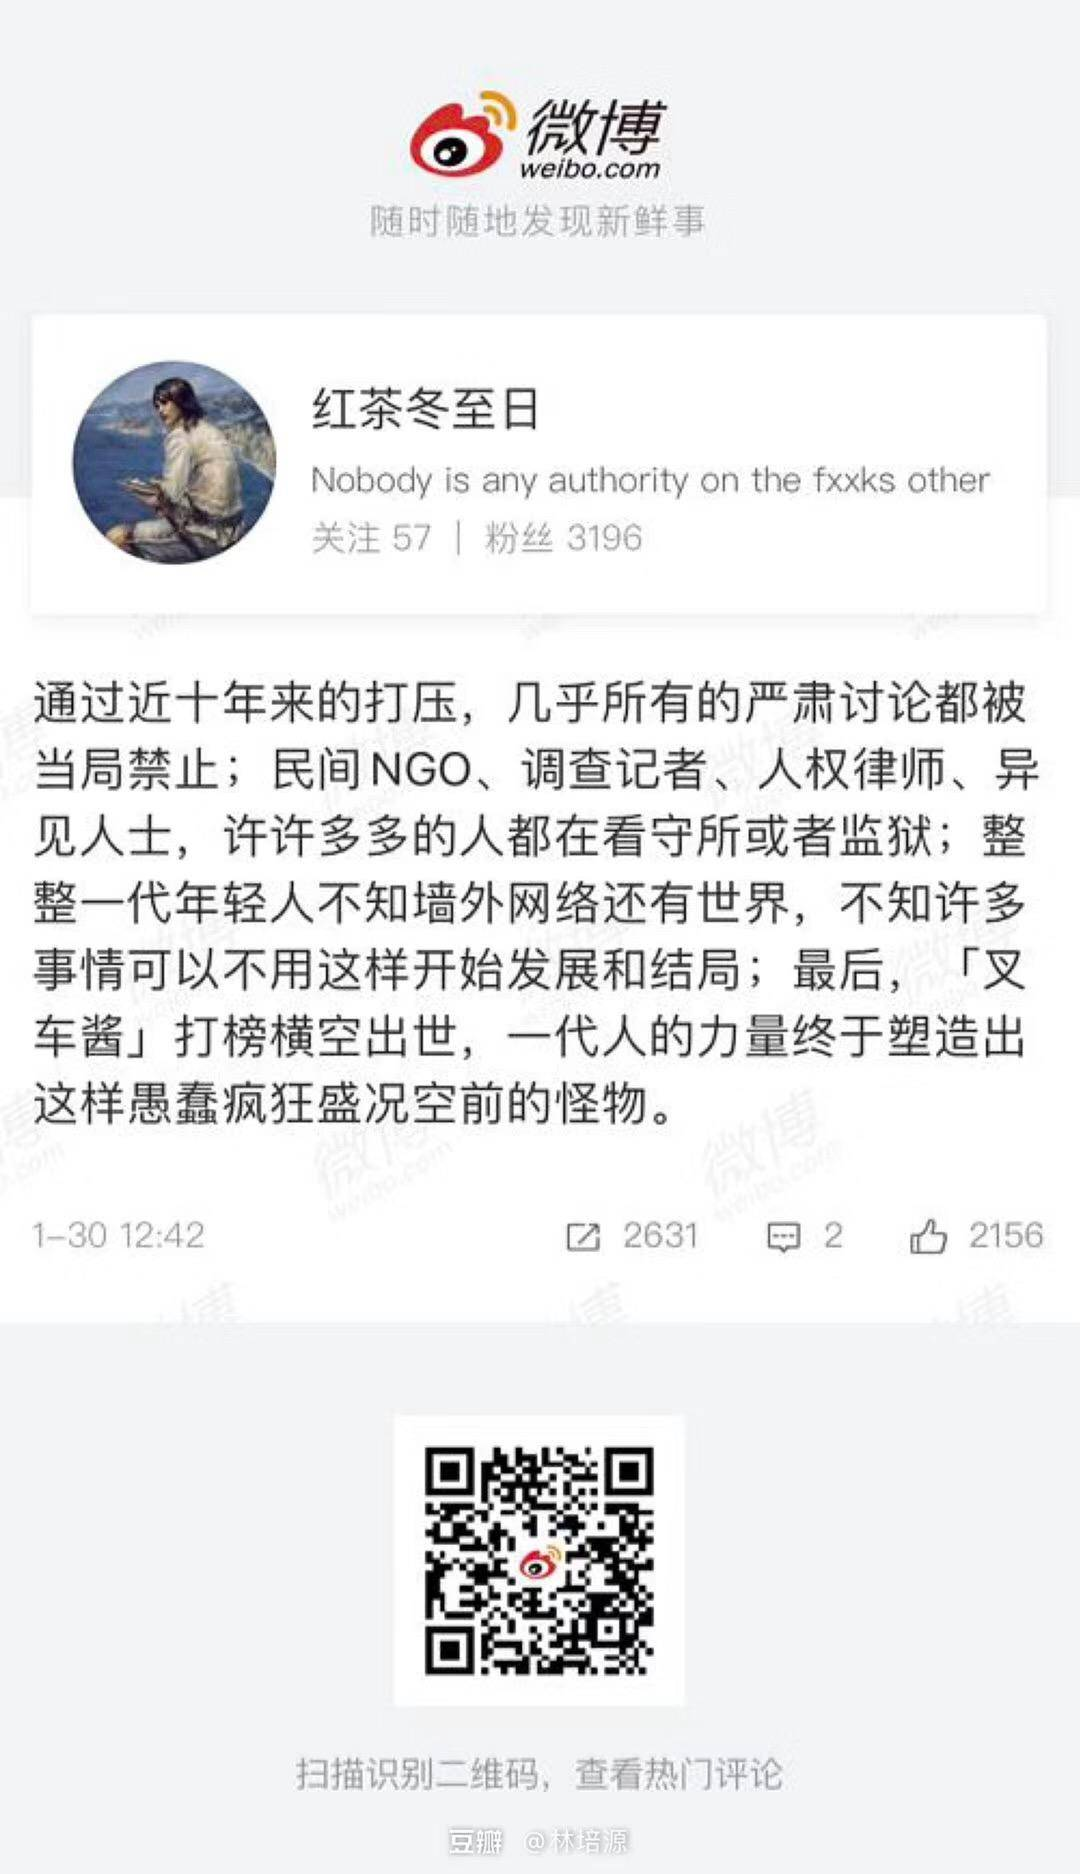 微博
weibo.com
随时随地发现新鲜事
红茶冬至日
Nobody is any authority on the fxxks other
关注 57 | 粉丝 3196
通过近十年来的打压，几乎所有的严肃讨论都被
当局禁止；民间NGO、调查记者、人权律师、异
见人士，许许多多的人都在看守所或者监狱；整
整一代年轻人不知墙外网络还有世界，不知许多
事情可以不用这样开始发展和结局；最后，「叉
车酱」打榜横空出世，一代人的力量终于塑造出
这样愚蠢疯狂盛况空前的怪物。
1-30 12:42 2631 2 2156
扫描识别二维码，查看热门评论
豆瓣 @林培源